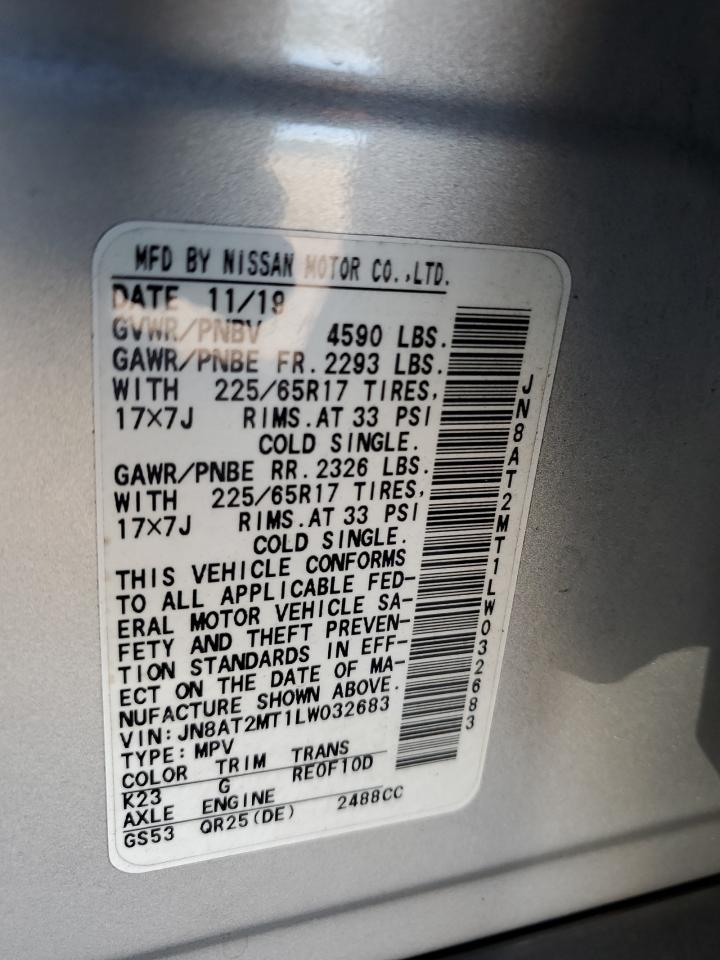 MFD BY NISSAN MOTOR CO.,LTD.
DATE 11/19
GVWR/PNBV 4590 LBS.
GAWR/PNBE FR. 2293 LBS.
WITH 225/65R17 TIRES,
17×7J RIMS.AT 33 PSI
COLD SINGLE.
GAWR/PNBE RR. 2326 LBS.
WITH 225/65R17 TIRES,
17×7J RIMS.AT 33 PSI
COLD SINGLE.
THIS VEHICLE CONFORMS
TO ALL APPLICABLE FED-
ERAL MOTOR VEHICLE SA-
FETY AND THEFT PREVEN-
TION STANDARDS IN EFF-
ECT ON THE DATE OF MA-
NUFACTURE SHOWN ABOVE.
VIN:JN8AT2MT1LW032683
TYPE:MPV
COLOR TRIM TRANS
K23 G RE0F10D
AXLE ENGINE
GS53 QR25(DE) 2488CC
JN8AT2MT1LW032683